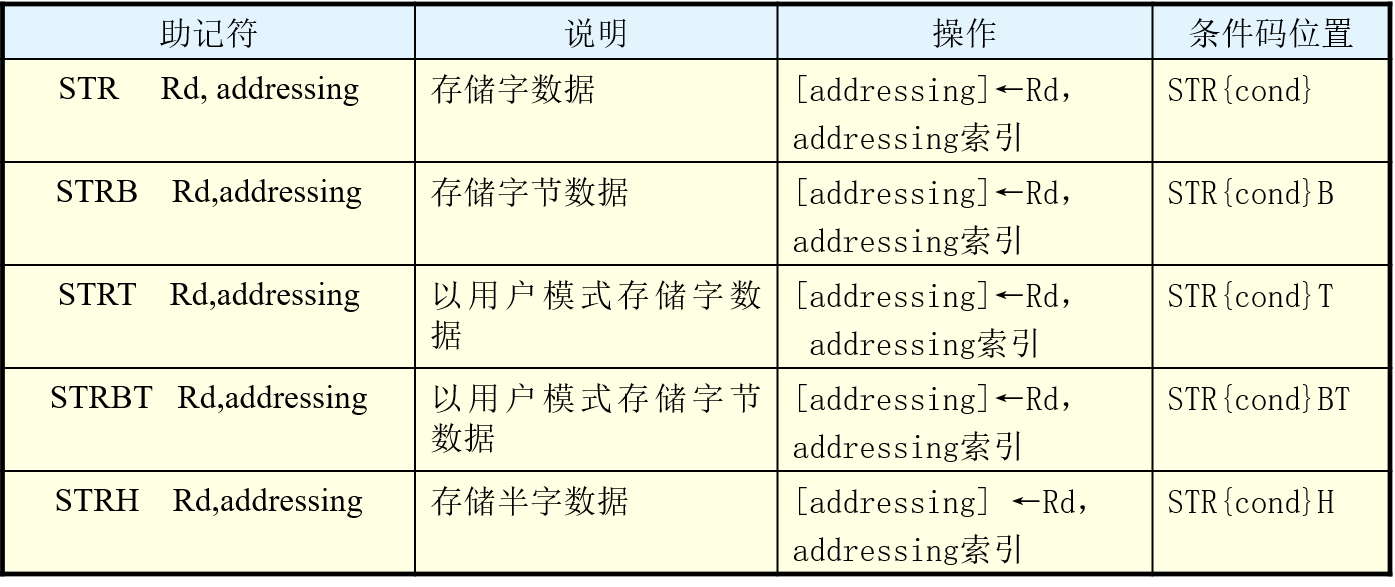 助记符 说明 操作 条件码位置
STR Rd, addressing 存储字数据 [addressing]←Rd, STR{cond}
addressing索引
STRB Rd,addressing 存储字节数据 [addressing]←Rd, STR{cond}B
addressing索引
STRT Rd,addressing 以用户模式存储字数 [addressing]←Rd, STR{cond}T
据 addressing索引
STRBT Rd,addressing 以用户模式存储字节 [addressing]←Rd, STR{cond}BT
数据 addressing索引
STRH Rd,addressing 存储半字数据 [addressing] ←Rd, STR{cond}H
addressing索引